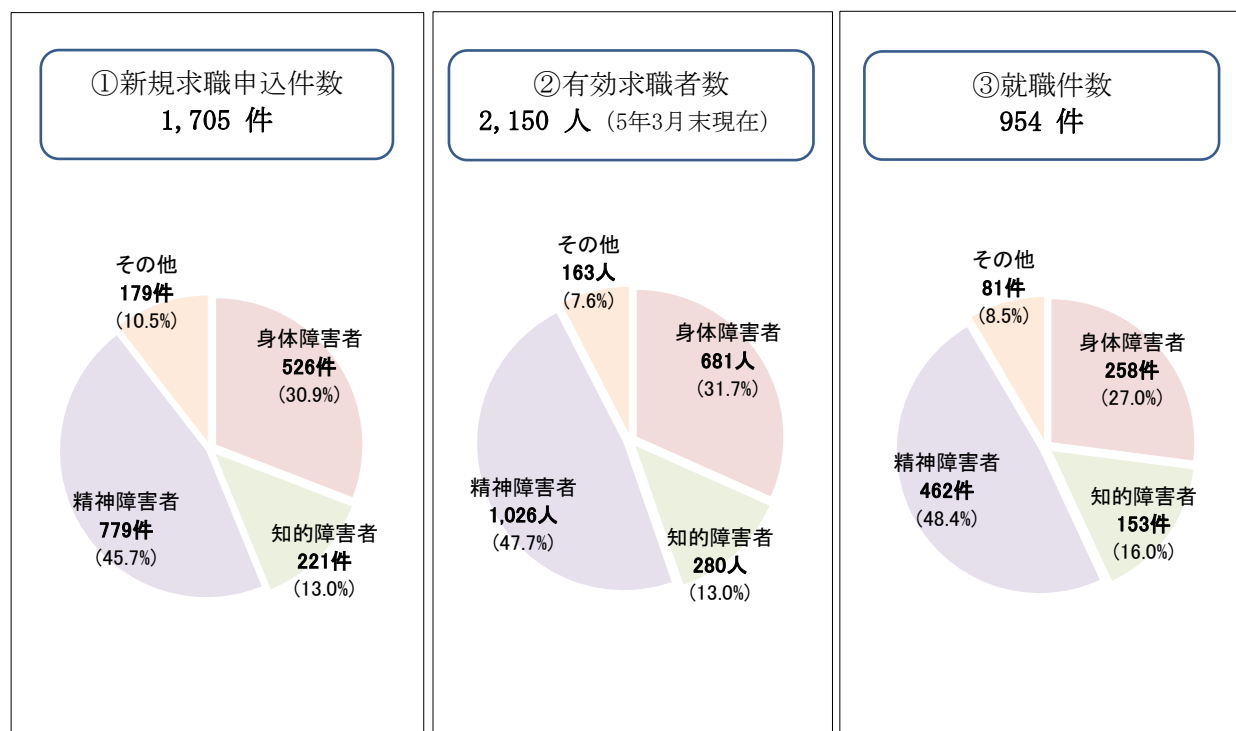 ①新規求職申込件数
1,705 件
その他
179件
(10.5%)
身体障害者
526件
(30.9%)
精神障害者
779件
(45.7%)
知的障害者
221件
(13.0%)
②有効求職者数
2,150 人 (5年3月末現在)
その他
163人
(7.6%)
身体障害者
681人
(31.7%)
精神障害者
1,026人
(47.7%)
知的障害者
280人
(13.0%)
③就職件数
954 件
その他
81件
(8.5%)
身体障害者
258件
(27.0%)
精神障害者
462件
(48.4%)
知的障害者
153件
(16.0%)